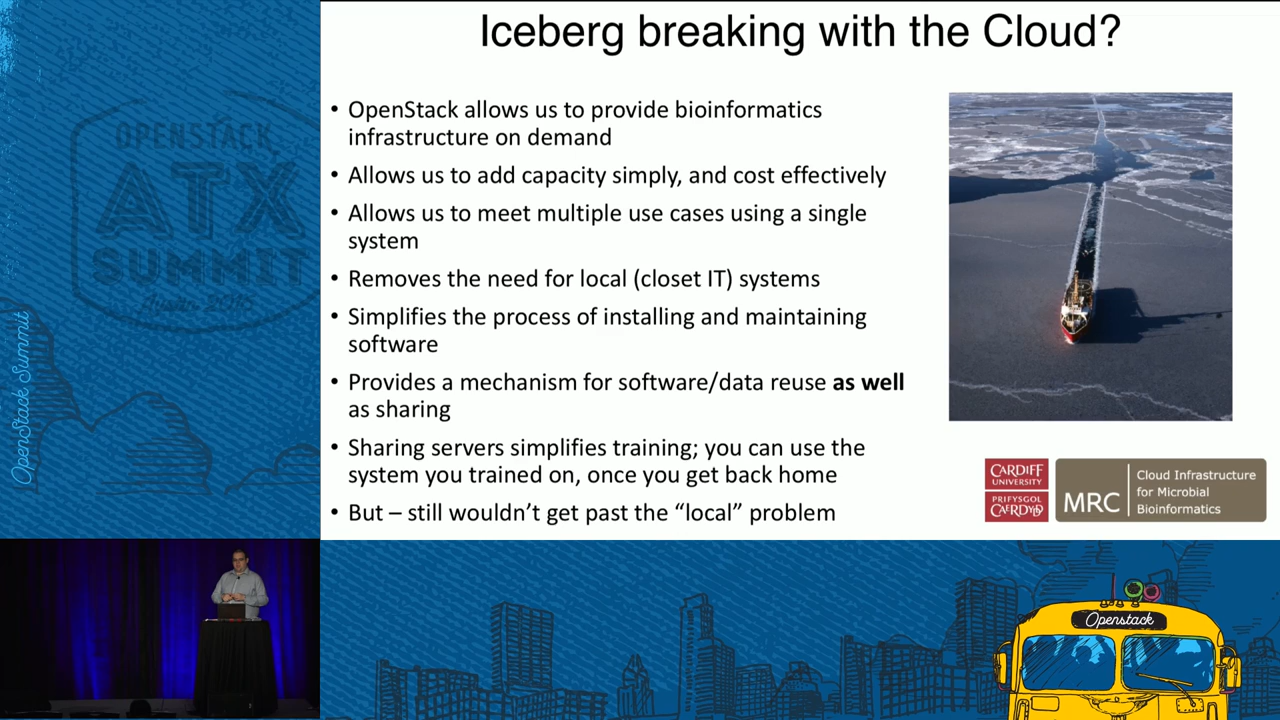 Iceberg breaking with the Cloud?
• OpenStack allows us to provide bioinformatics
infrastructure on demand
• Allows us to add capacity simply, and cost effectively
• Allows us to meet multiple use cases using a single
system
• Removes the need for local (closet IT) systems
• Simplifies the process of installing and maintaining
software
• Provides a mechanism for software/data reuse as well
as sharing
• Sharing servers simplifies training; you can use the
system you trained on, once you get back home
• But – still wouldn’t get past the “local” problem
CARDIFF
UNIVERSITY
PRIFYSGOL
CAERDYDD
MRC
Cloud Infrastructure
for Microbial
Bioinformatics
OPENSTACK
ATX
SUMMIT
OpenStack Summit
Openstack